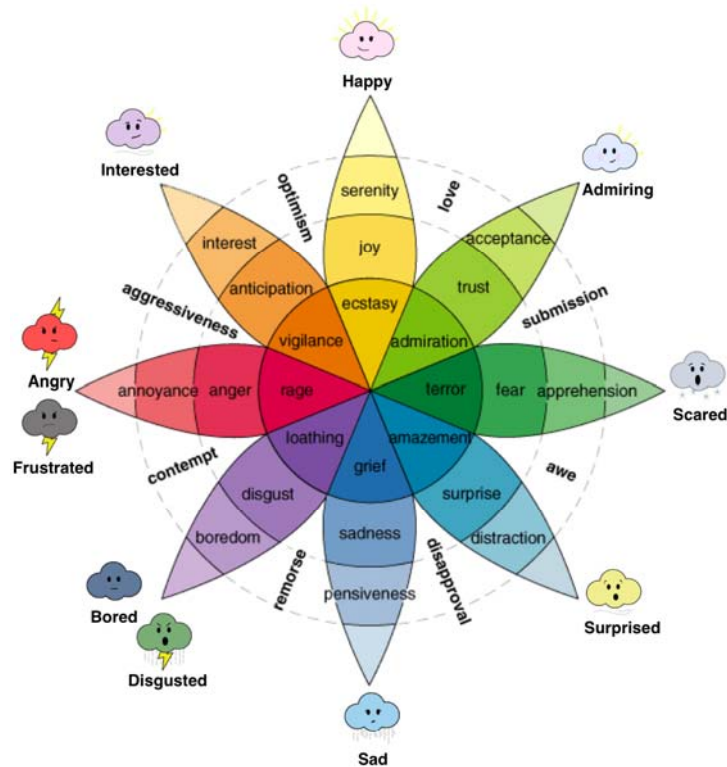 Happy
Interested
Admiring
optimism
love
serenity
interest
joy
acceptance
anticipation
trust
aggressiveness
submission
ecstasy
vigilance
admiration
Angry
annoyance
anger
rage
terror
fear
apprehension
Scared
Frustrated
contempt
loathing
grief
amazement
awe
disgust
surprise
boredom
sadness
distraction
remorse
pensiveness
disapproval
Bored
Disgusted
Surprised
Sad